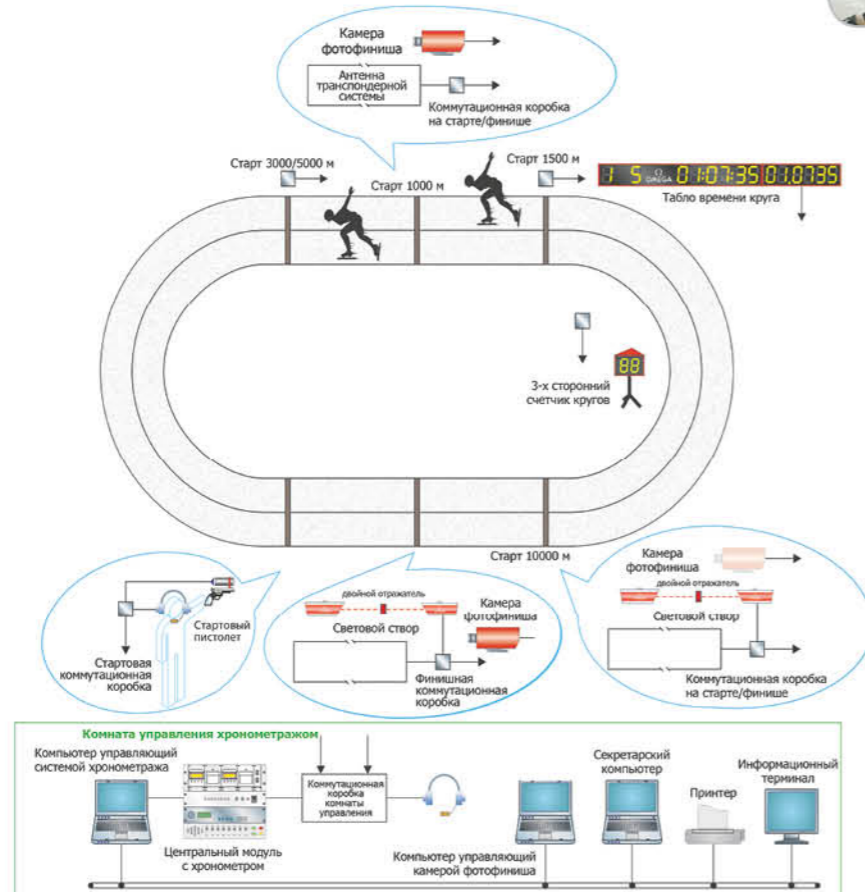 Камера
фотофиниша
Антенна
транспондерной
системы
Коммутационная коробка
на старте/финише
Старт 3000/5000 м
Старт 1000 м
Старт 1500 м
1 5 OMEGA 01:07:35 01.0735
Табло времени круга
88
3-х сторонний
счетчик кругов
Старт 10000 м
Стартовый
пистолет
Стартовая
коммутационная
коробка
двойной отражатель
Световой створ
Камера
фотофиниша
Финишная
коммутационная
коробка
Камера
фотофиниша
двойной отражатель
Световой створ
Коммутационная коробка
на старте/финише
Комната управления хронометражом
Компьютер управляющий
системой хронометража
Центральный модуль
с хронометром
Коммутационная
коробка
комнаты
управления
Компьютер управляющий
камерой фотофиниша
Секретарский
компьютер
Принтер
Информационный
терминал